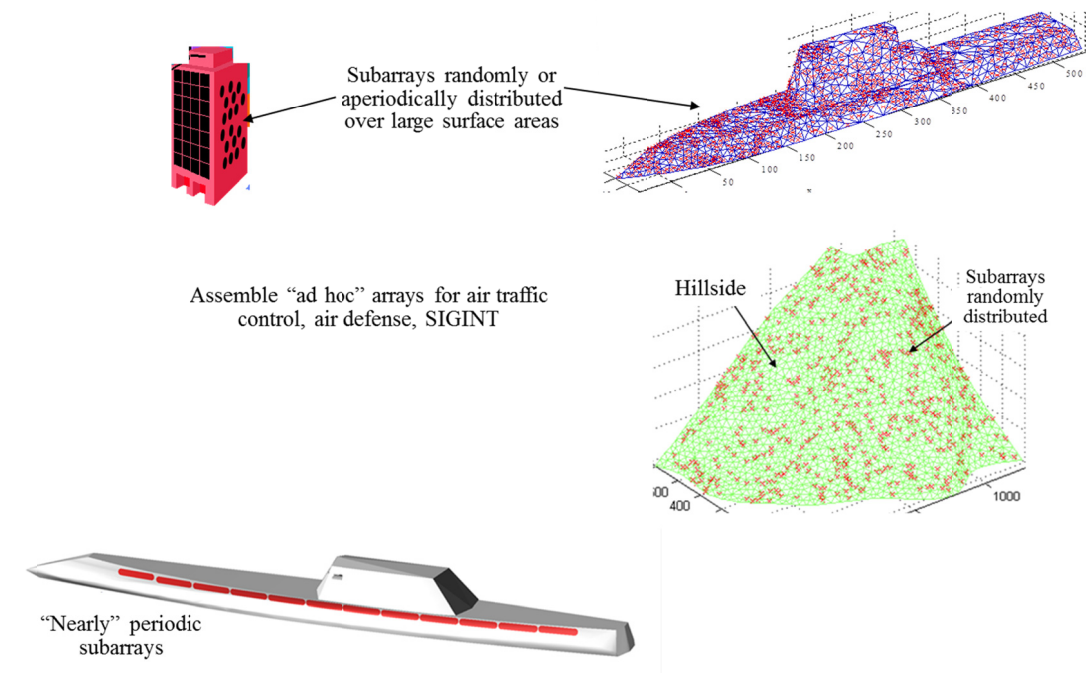 Subarrays randomly or
aperiodically distributed
over large surface areas
50
100
150
200
250
300
350
400
450
500
Assemble “ad hoc” arrays for air traffic
control, air defense, SIGINT
Hillside
Subarrays
randomly
distributed
400
1000
“Nearly” periodic
subarrays